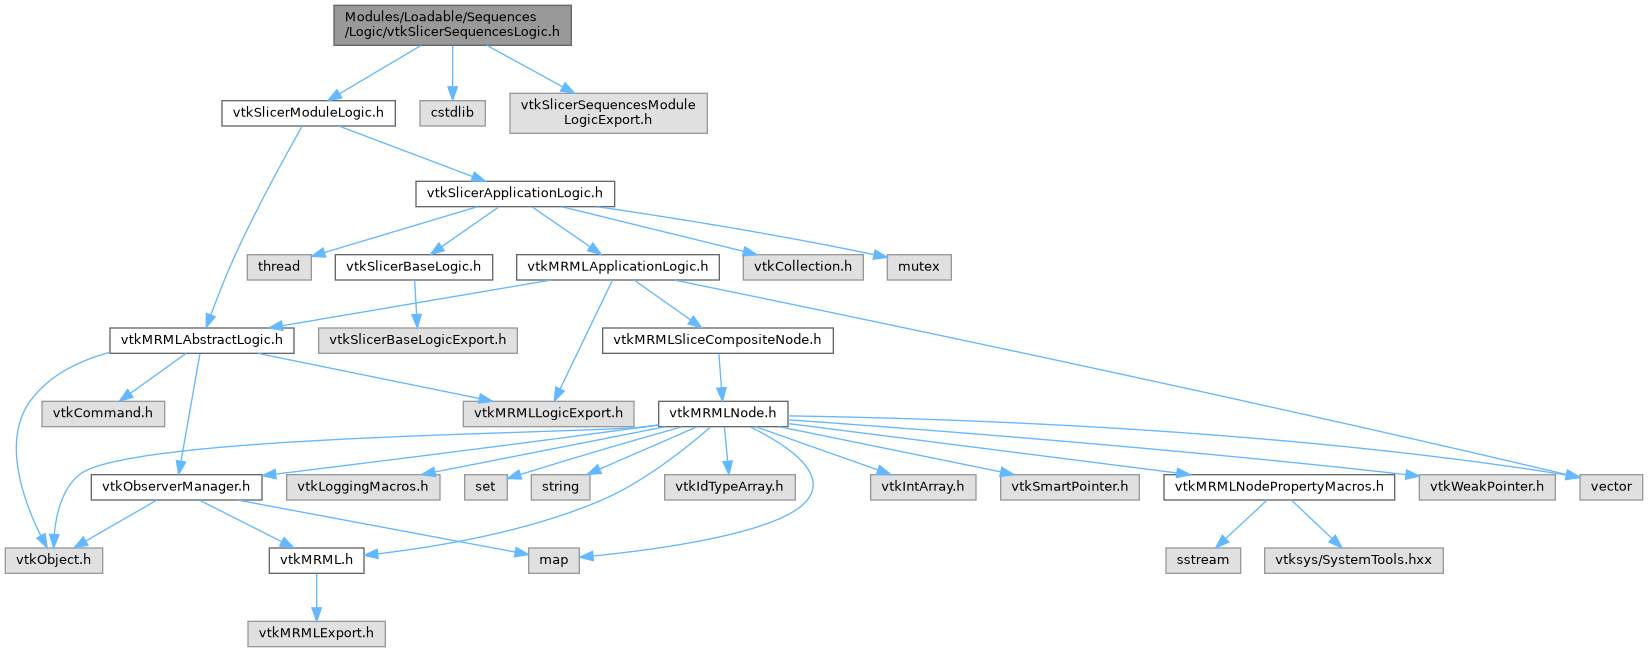 Modules/Loadable/Sequences
/Logic/vtkSlicerSequencesLogic.h
vtkSlicerModuleLogic.h
cstdlib
vtkSlicerSequencesModule
LogicExport.h
vtkSlicerApplicationLogic.h
thread
vtkSlicerBaseLogic.h
vtkMRMLApplicationLogic.h
vtkCollection.h
mutex
vtkMRMLAbstractLogic.h
vtkSlicerBaseLogicExport.h
vtkMRMLSliceCompositeNode.h
vtkCommand.h
vtkMRMLLogicExport.h
vtkMRMLNode.h
vtkObserverManager.h
vtkLoggingMacros.h
set
string
vtkIdTypeArray.h
vtkIntArray.h
vtkSmartPointer.h
vtkMRMLNodePropertyMacros.h
vtkWeakPointer.h
vector
vtkObject.h
vtkMRML.h
map
sstream
vtksys/SystemTools.hxx
vtkMRMLExport.h